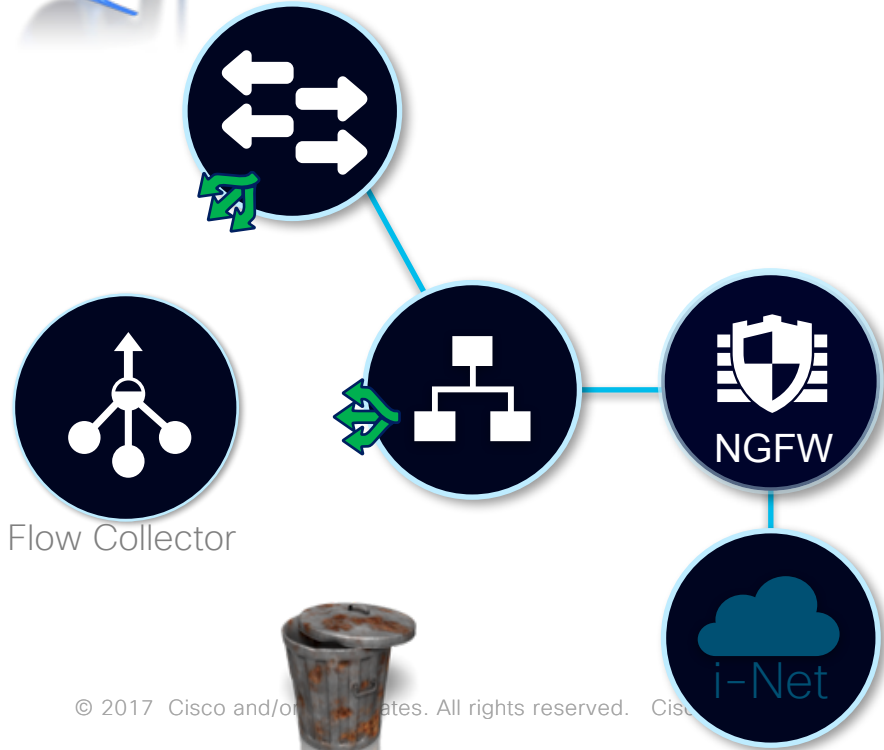 NGFW
Flow Collector
i-Net
© 2017 Cisco and/or ates. All rights reserved. Cisc